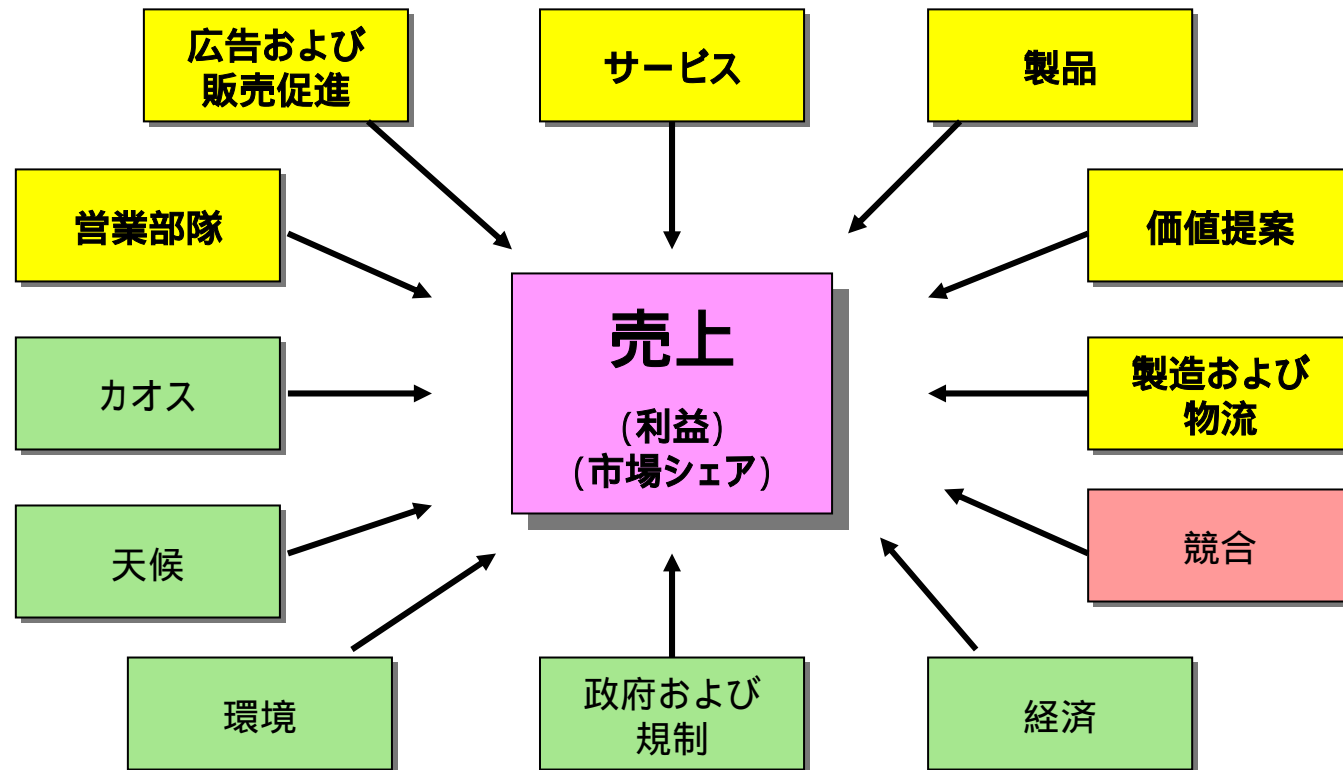 広告および
販売促進
サービス
製品
営業部隊
価値提案
売上
(利益)
(市場シェア)
カオス
製造および
物流
天候
競合
環境
政府および
規制
経済